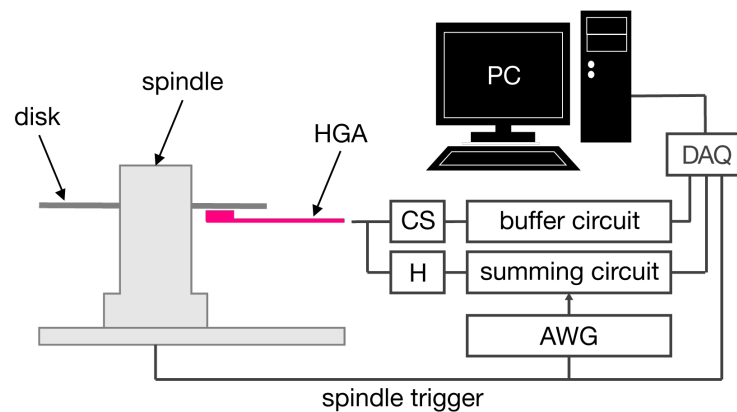 spindle
PC
disk
HGA
DAQ
CS
buffer circuit
H
summing circuit
AWG
spindle trigger